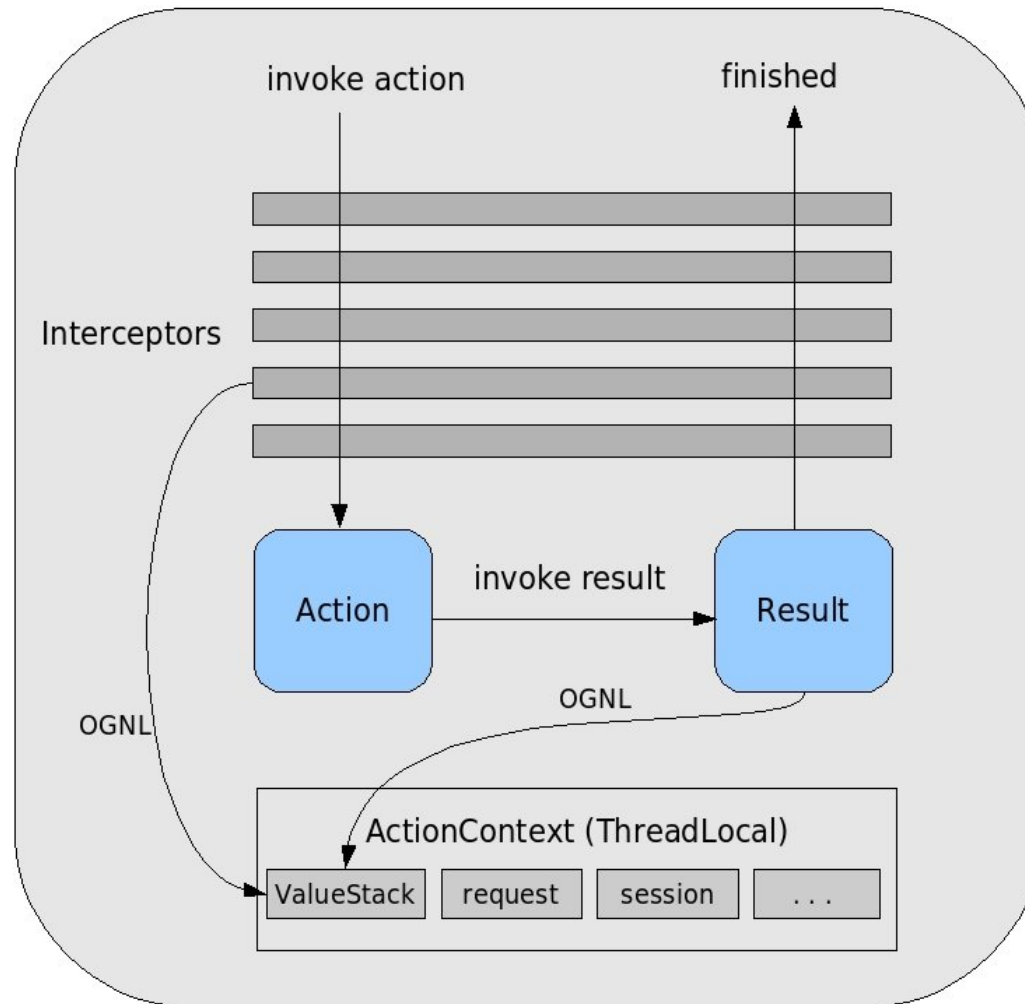 invoke action
finished
Interceptors
Action
invoke result
Result
OGNL
OGNL
ActionContext (ThreadLocal)
ValueStack
request
session
. . .